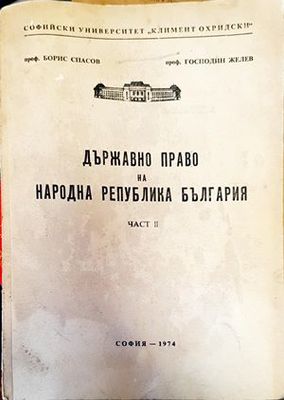 СОФИЙСКИ УНИВЕРСИТЕТ „КЛИМЕНТ ОХРИДСКИ"
проф. БОРИС СПАСОВ проф. ГОСПОДИН ЖЕЛЕВ
ДЪРЖАВНО ПРАВО
НА
НАРОДНА РЕПУБЛИКА БЪЛГАРИЯ
ЧАСТ II
СОФИЯ — 1974